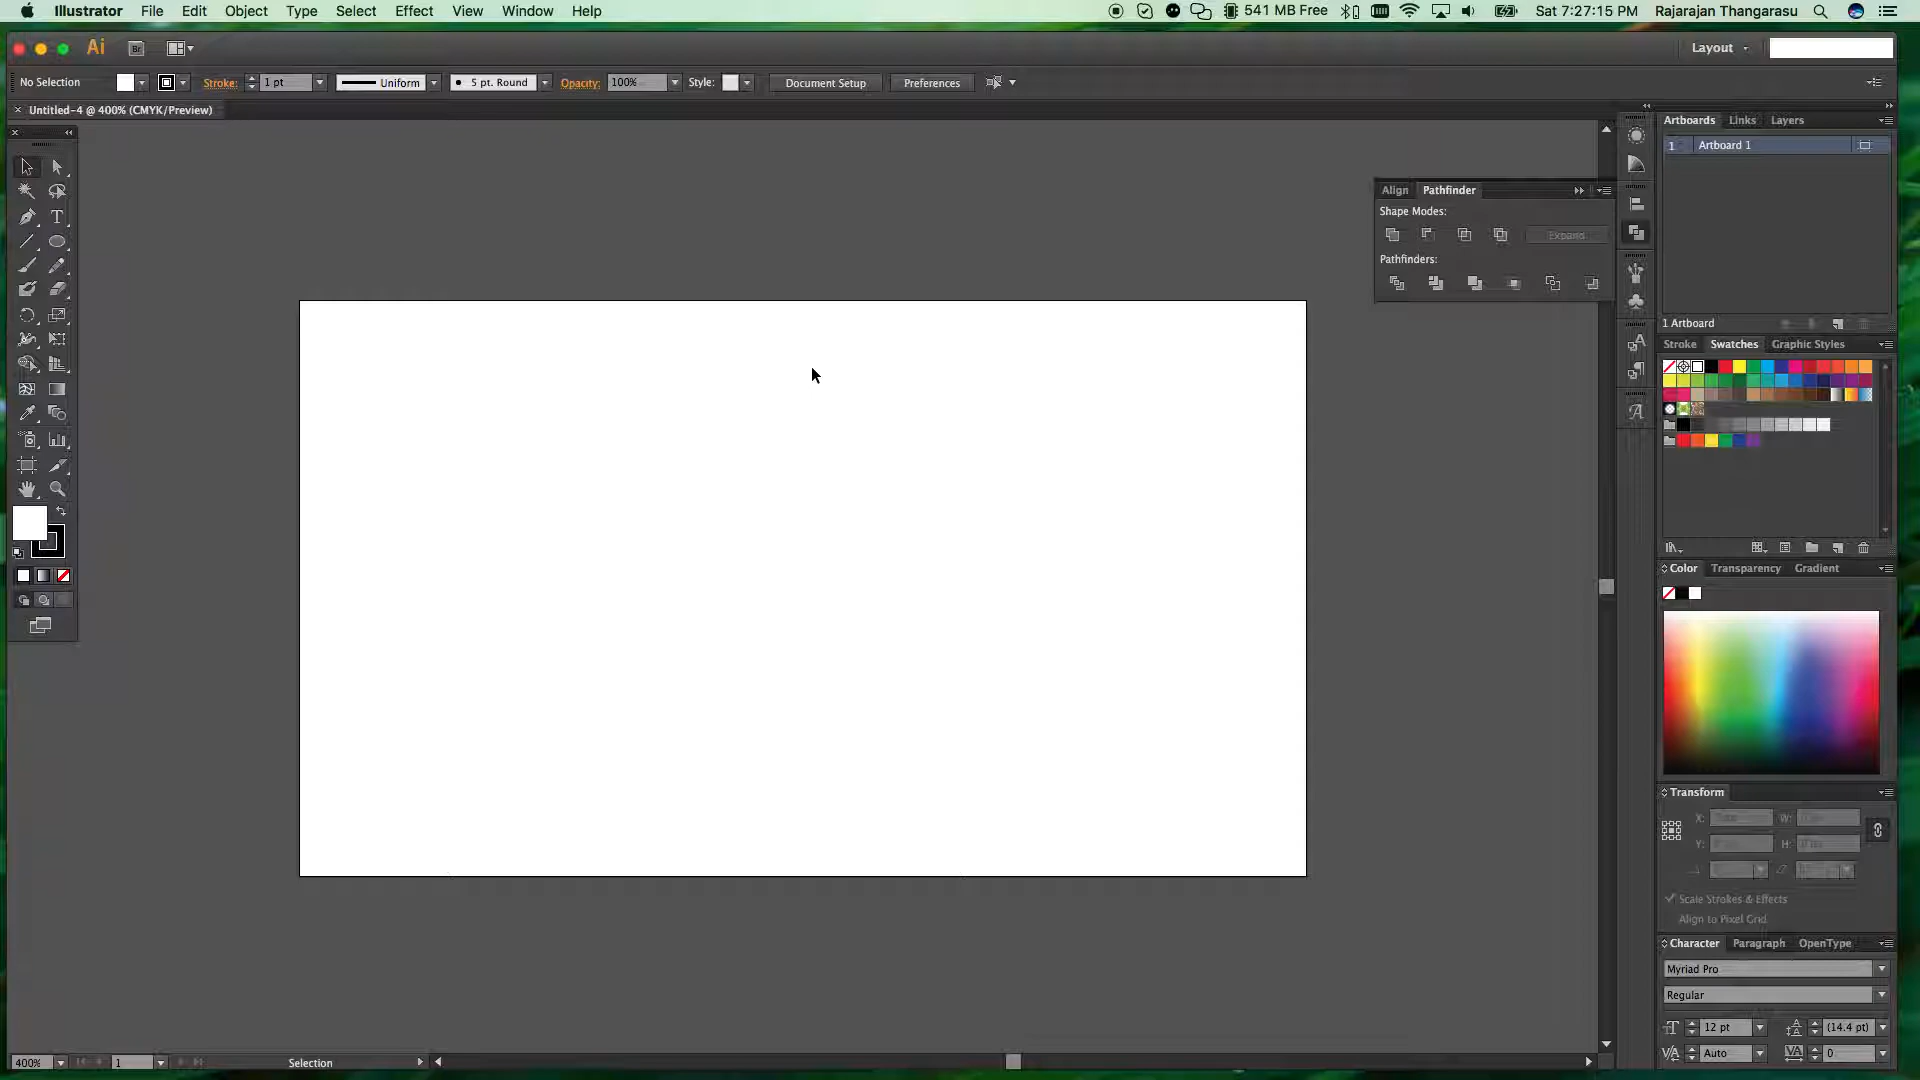 Illustrator File Edit Object Type Select Effect View Window Help 541 MB Free Sat 7:27:15 PM Rajarajan Thangarasu
Ai Br Layout
No Selection Stroke: 1 pt Uniform 5 pt. Round Opacity: 100% Style: Document Setup Preferences
Untitled-4 @ 400% (CMYK/Preview)
Artboards Links Layers
1 Artboard 1
Align Pathfinder
Shape Modes:
Expand
Pathfinders:
1 Artboard
Stroke Swatches Graphic Styles
Color Transparency Gradient
Transform
X: W:
Y: H:
Scale Strokes & Effects
Align to Pixel Grid
Character Paragraph OpenType
Myriad Pro
Regular
12 pt (14.4 pt)
Auto 0
400% 1 Selection